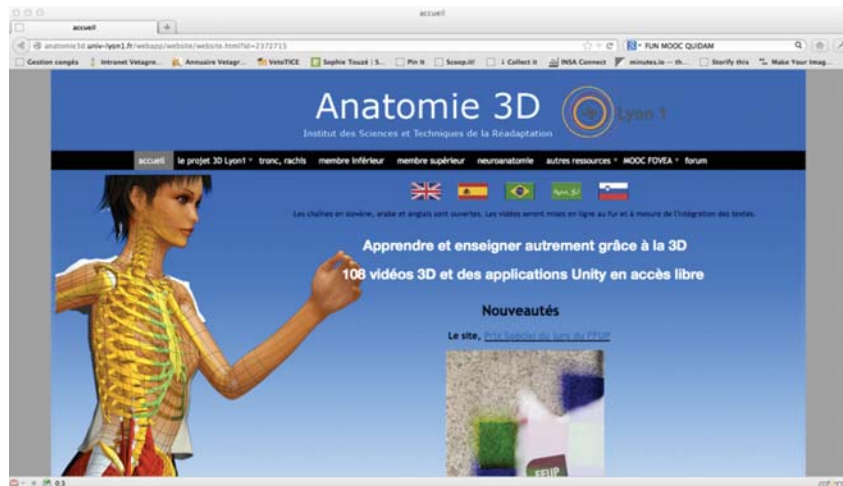 accueil
accueil
anatomie3d.univ-lyon1.fr/webapp/website/website.html?id=2372715
FUN MOOC QUIDAM
Gestion congés Intranet Vetagro... Annuaire Vetagr... VetoTICE Sophie Touzé | S... Pin It Scoop.it! Collect It INSA Connect minutes.io — th... Storify this Make Your Imag...
Anatomie 3D
Lyon 1
Institut des Sciences et Techniques de la Réadaptation
accueil le projet 3D Lyon1 tronc, rachis membre inférieur membre supérieur neuroanatomie autres ressources MOOC FOVEA forum
Les chaînes en slovène, arabe et anglais sont ouvertes. Les vidéos seront mises en ligne au fur et à mesure de l'intégration des textes.
Apprendre et enseigner autrement grâce à la 3D
108 vidéos 3D et des applications Unity en accès libre
Nouveautés
Le site, Prix Spécial du jury du PFUP
PFUP
0:3
zotero